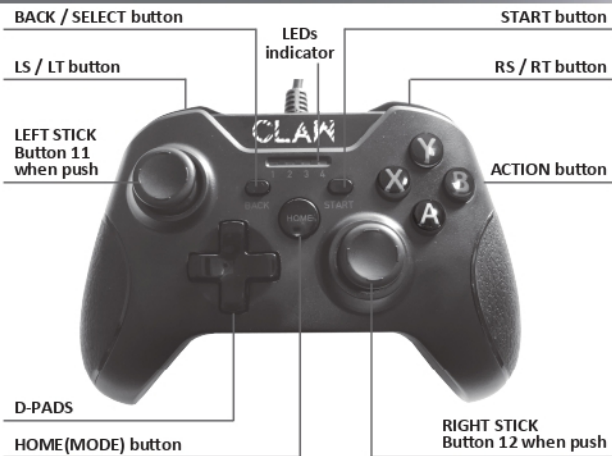 BACK / SELECT button
START button
LEDs
indicator
LS / LT button
RS / RT button
CLAW
LEFT STICK
Button 11
when push
1 2 3 4
Y
X
B
A
ACTION button
BACK
START
HOME
D-PADS
HOME(MODE) button
RIGHT STICK
Button 12 when push